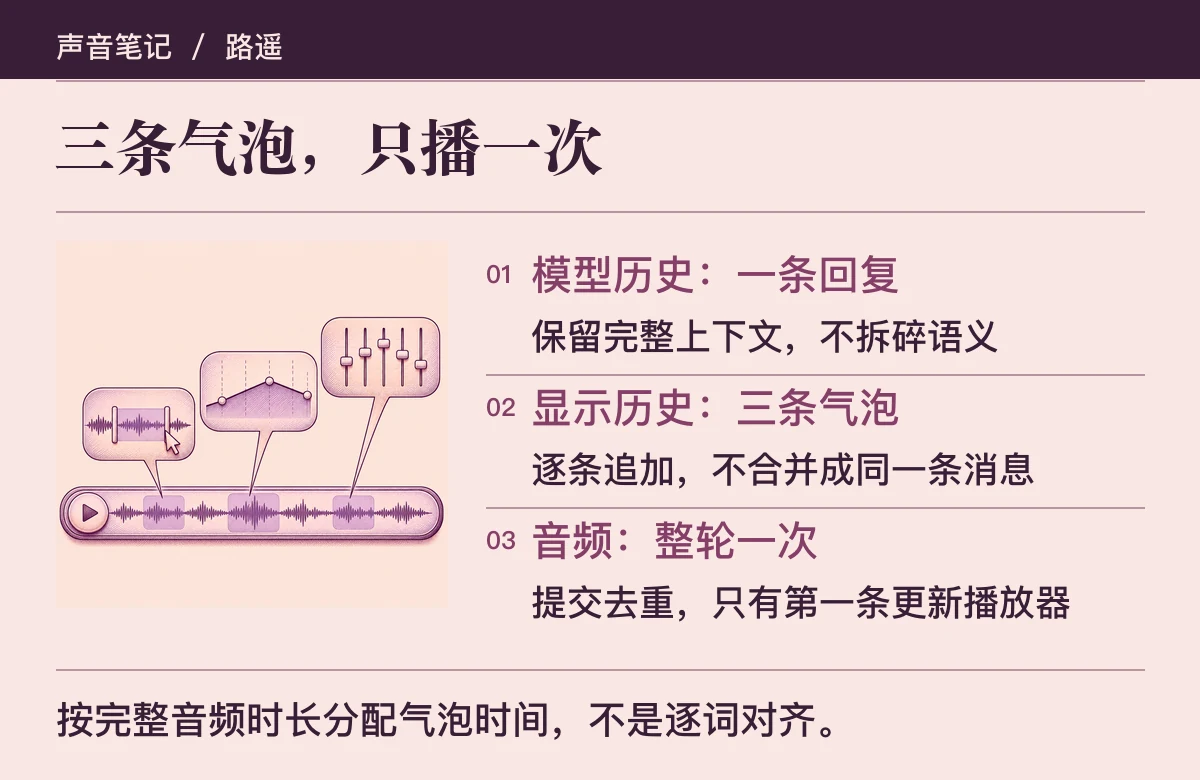 声音笔记 / 路遥
三条气泡，只播一次
01 模型历史：一条回复
保留完整上下文，不拆碎语义
02 显示历史：三条气泡
逐条追加，不合并成同一条消息
03 音频：整轮一次
提交去重，只有第一条更新播放器
按完整音频时长分配气泡时间，不是逐词对齐。